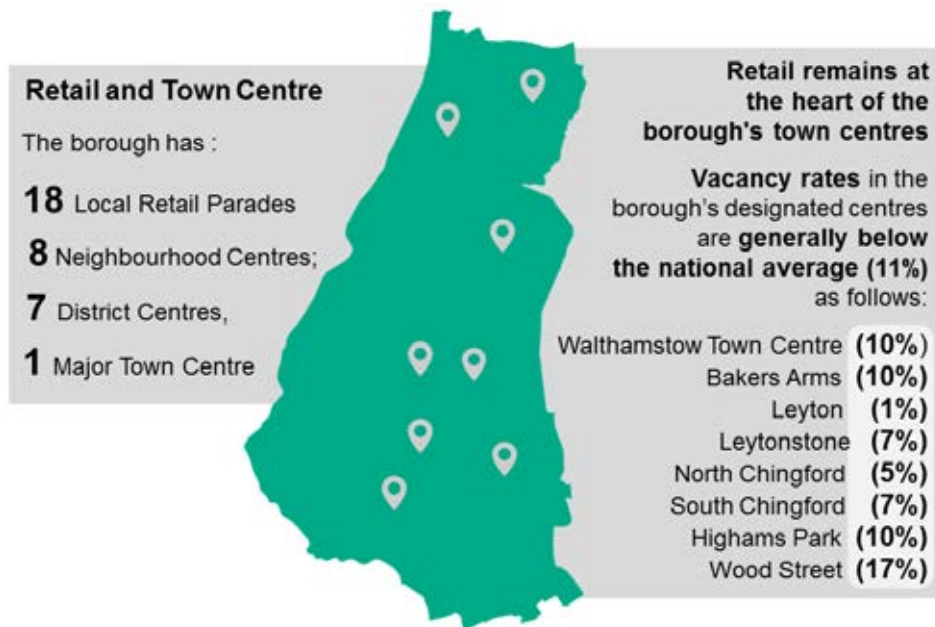 Retail and Town Centre
The borough has :
18 Local Retail Parades
8 Neighbourhood Centres;
7 District Centres,
1 Major Town Centre
Retail remains at
the heart of the
borough's town centres
Vacancy rates in the
borough's designated centres
are generally below
the national average (11%)
as follows:
Walthamstow Town Centre (10%)
Bakers Arms (10%)
Leyton (1%)
Leytonstone (7%)
North Chingford (5%)
South Chingford (7%)
Highams Park (10%)
Wood Street (17%)